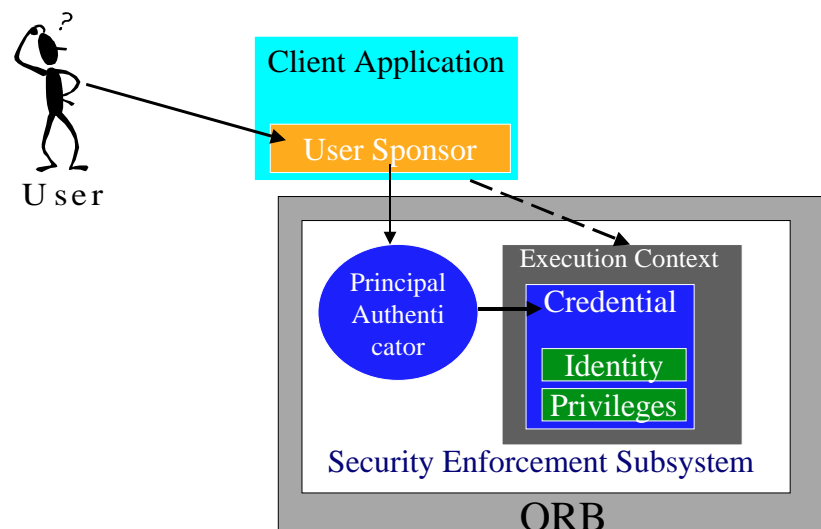 ?
Client Application
User Sponsor
User
Execution Context
Principal
Authenti
cator
Credential
Identity
Privileges
Security Enforcement Subsystem
ORB